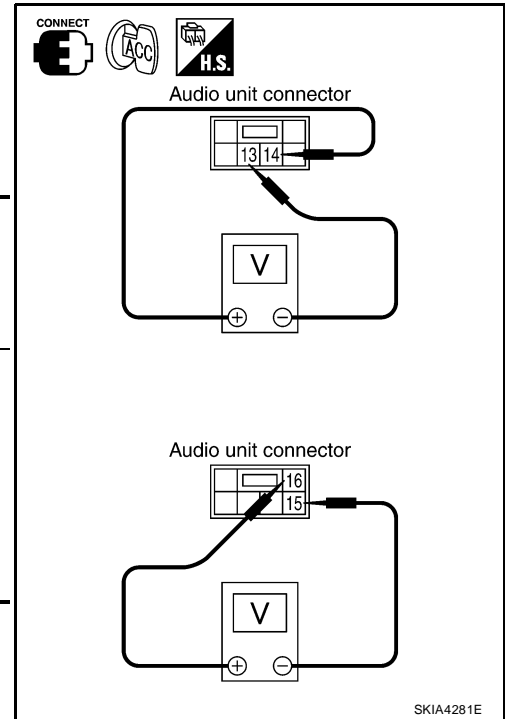 CONNECT
ACC
H.S.
Audio unit connector
13 14
V
+ −
Audio unit connector
16
15
V
+ −
SKIA4281E